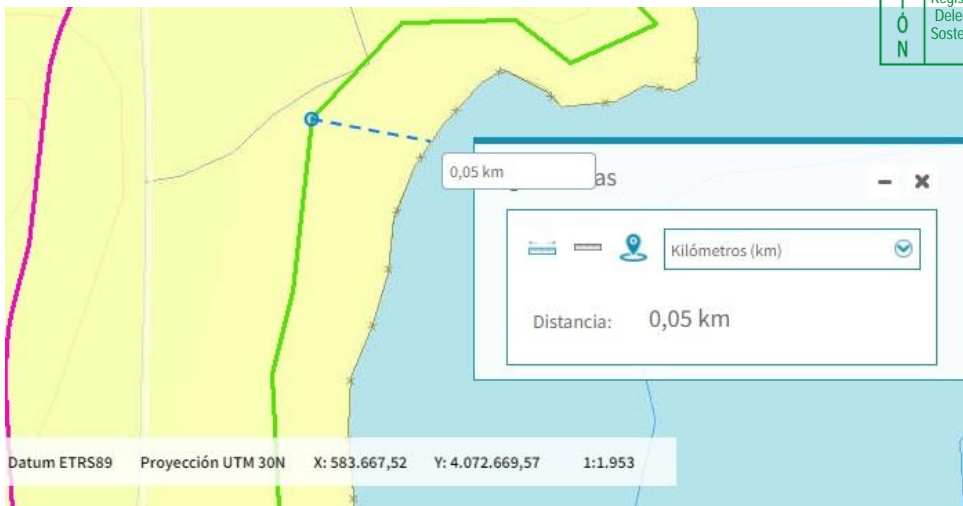 Ó
N
Dele
Soste
0,05 km
as
Kilómetros (km)
Distancia: 0,05 km
Datum ETRS89 Proyección UTM 30N X: 583.667,52 Y: 4.072.669,57 1:1.953